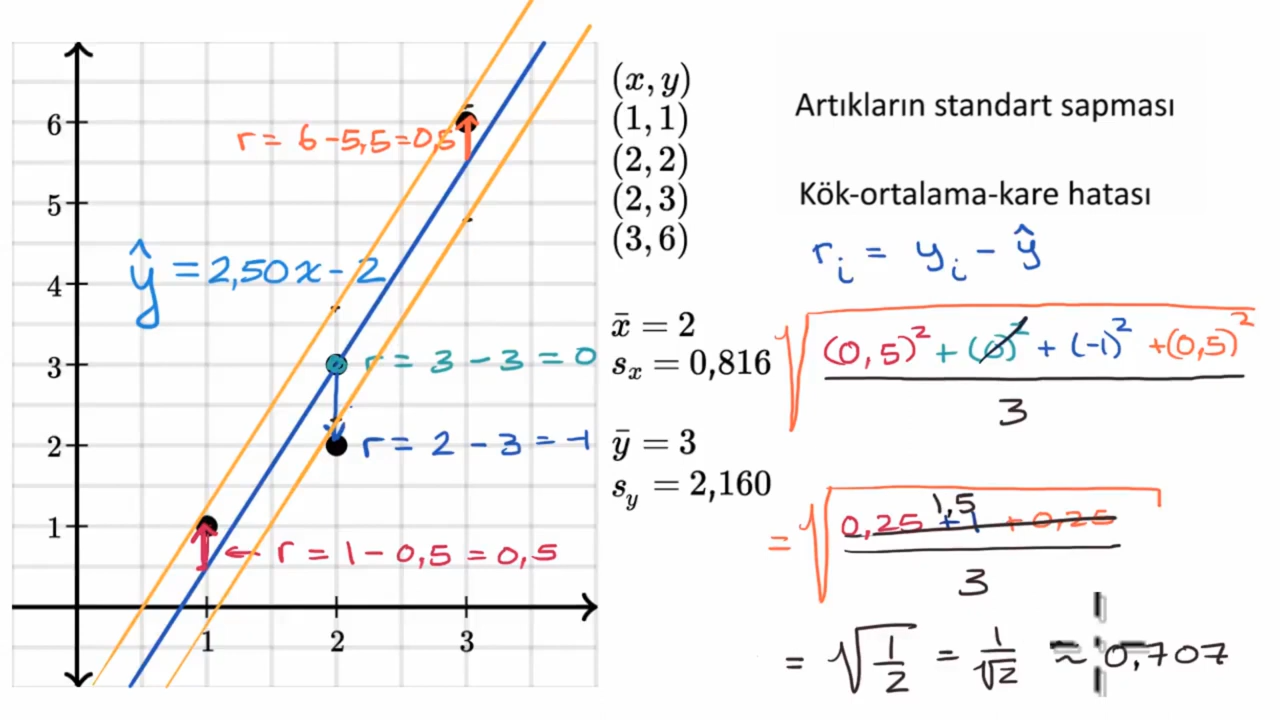 6
5
4
3
2
1
1
2
3
r = 6 - 5,5 = 0,5
ŷ = 2,50x - 2
r = 3 - 3 = 0
r = 2 - 3 = -1
← r = 1 - 0,5 = 0,5
(x, y)
(1, 1)
(2, 2)
(2, 3)
(3, 6)
x̄ = 2
sₓ = 0,816
ȳ = 3
s_y = 2,160
Artıkların standart sapması
Kök-ortalama-kare hatası
rᵢ = yᵢ - ŷ
√((0,5)² + (0)² + (-1)² + (0,5)²
3
1,5
= √(0,25 + 1 + 0,25
3
= √(1/2) = 1/√2 ≈ 0,707